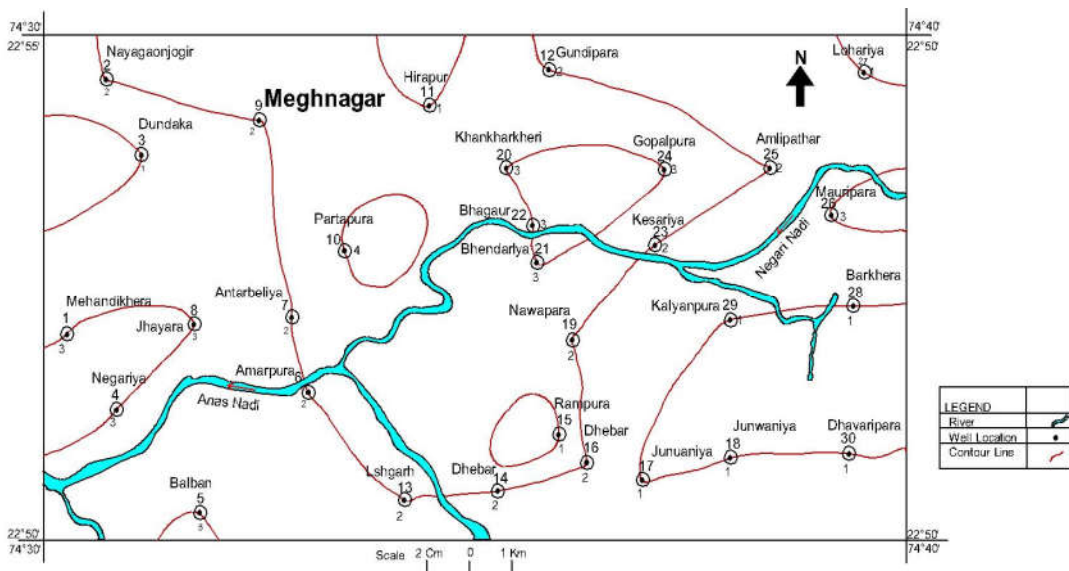 74°30'
74°40'
22°55'
22°50'
Nayagaonjogir
2
2
12 Gundipara
2
Lohariya
27
1
N
Hirapur
11
1
Meghnagar
9
2
Dundaka
3
1
Khankharkheri
20
3
Gopalpura
24
3
Amlipathar
25
2
Mauripara
26
3
Partapura
10
4
Bhagaur
22
3
Kesariya
23
2
Bhendarlya
21
3
Negari Nadi
Barkhera
28
1
Mehandikhera
1
3
Jhayara
8
3
Antarbeliya
7
2
Nawapara
19
2
Kalyanpura
29
1
Negariya
4
3
Amarpura
6
2
Anas Nadi
Rampura
15
1
Dhebar
16
2
Junuaniya
17
1
Junwaniya
18
1
Dhavaripara
30
1
Balban
5
3
Lshgarh
13
2
Dhebar
14
2
LEGEND
River
Well Location
Contour Line
22°50'
74°30'
22°50'
74°40'
Scale 2 Cm 0 1 Km